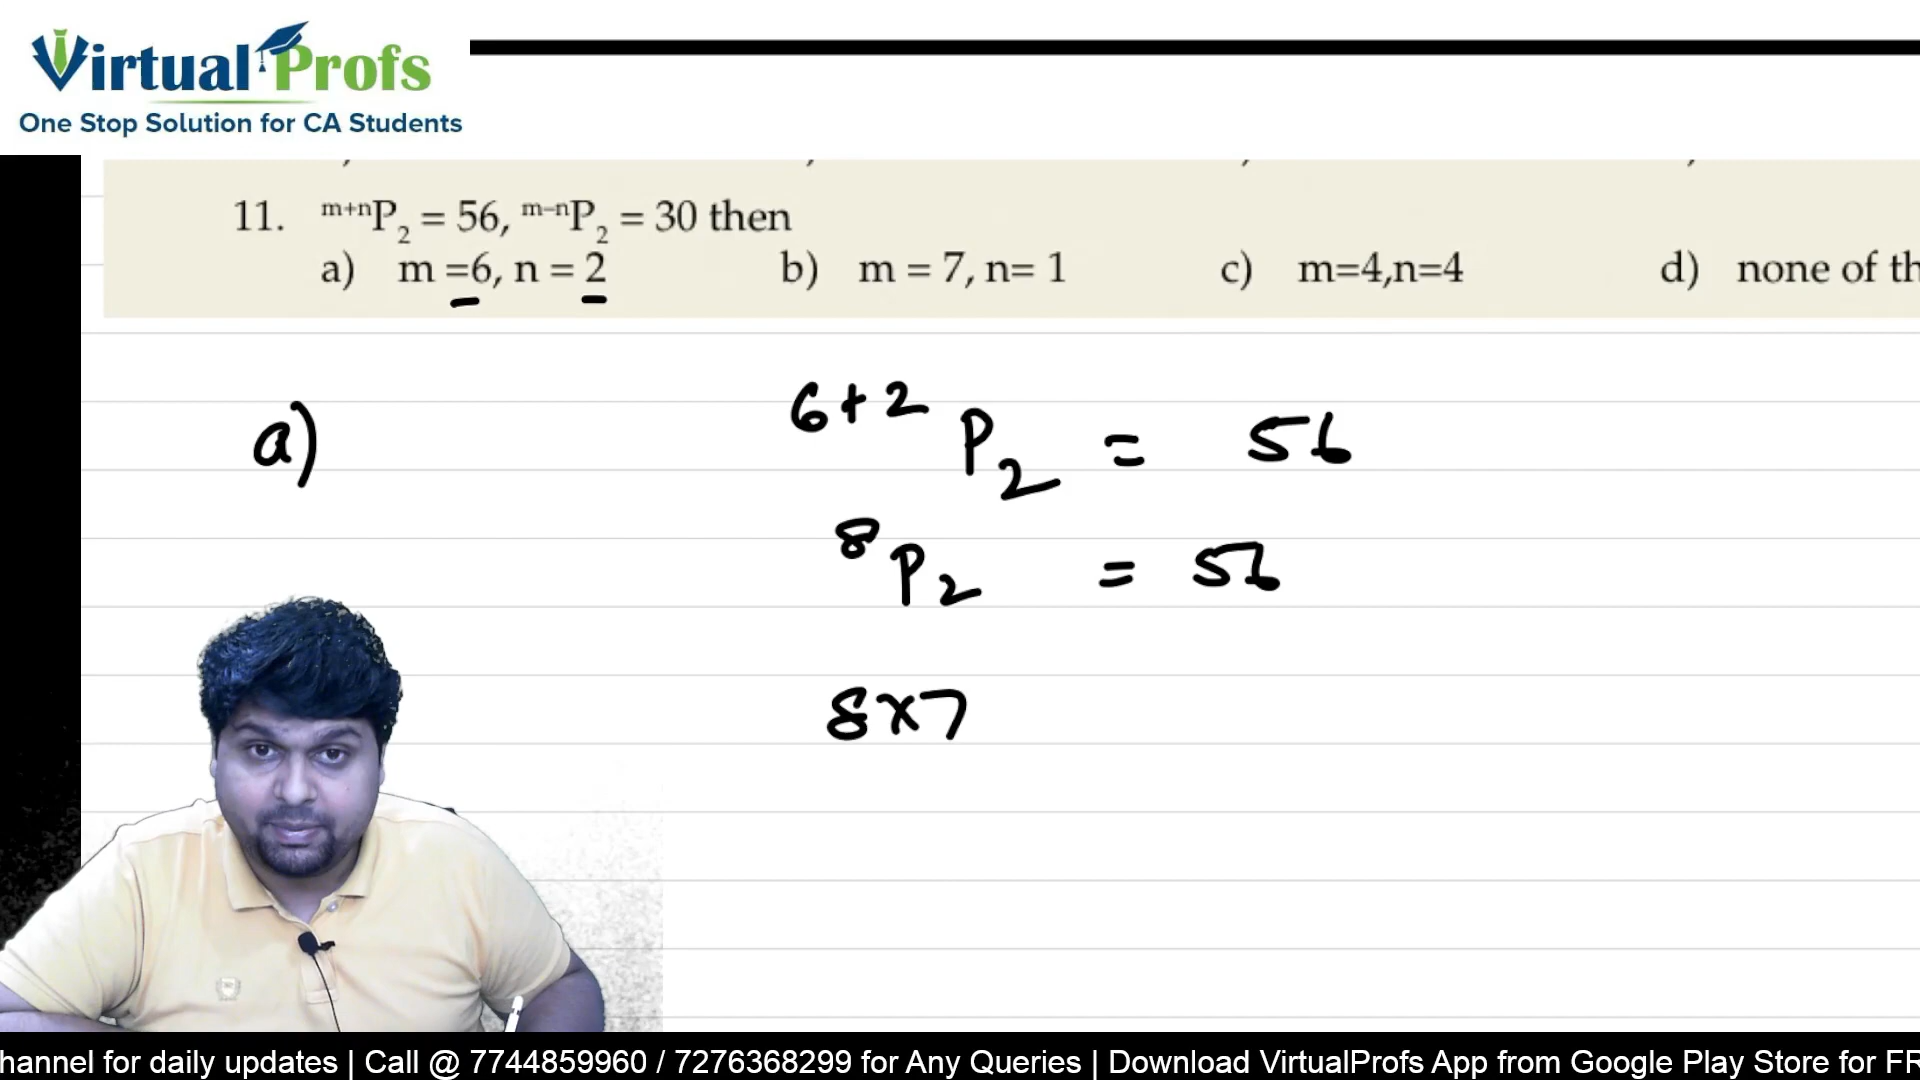 Virtual Profs
One Stop Solution for CA Students
11. m+nP2 = 56, m–nP2 = 30 then
a) m =6, n = 2 b) m = 7, n= 1 c) m=4,n=4 d) none of th
a) 6+2P2 = 56
8P2 = 56
8x7
hannel for daily updates | Call @ 7744859960 / 7276368299 for Any Queries | Download VirtualProfs App from Google Play Store for FR